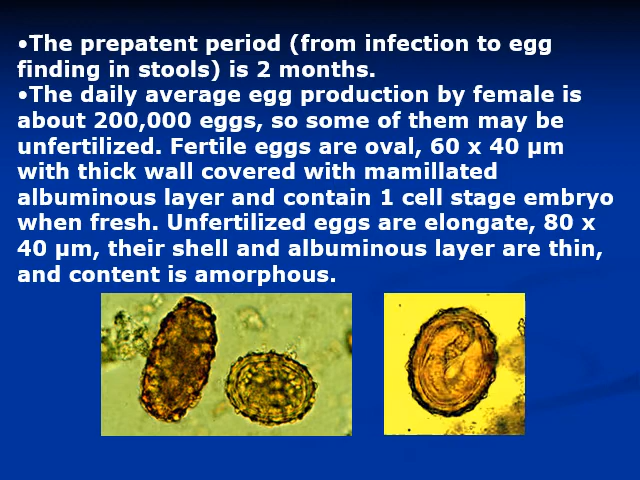 •The prepatent period (from infection to egg
finding in stools) is 2 months.
•The daily average egg production by female is
about 200,000 eggs, so some of them may be
unfertilized. Fertile eggs are oval, 60 x 40 µm
with thick wall covered with mamillated
albuminous layer and contain 1 cell stage embryo
when fresh. Unfertilized eggs are elongate, 80 x
40 µm, their shell and albuminous layer are thin,
and content is amorphous.